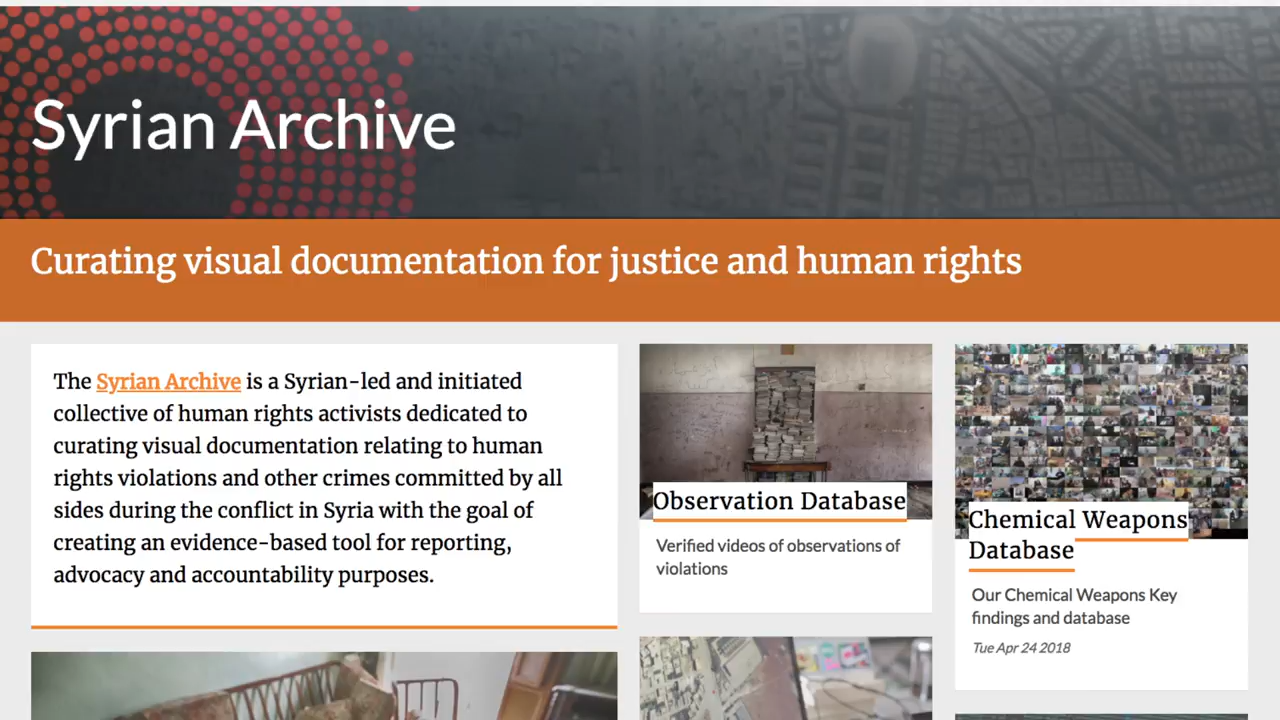 Syrian Archive
Curating visual documentation for justice and human rights
The Syrian Archive is a Syrian-led and initiated
collective of human rights activists dedicated to
curating visual documentation relating to human
rights violations and other crimes committed by all
sides during the conflict in Syria with the goal of
creating an evidence-based tool for reporting,
advocacy and accountability purposes.
Observation Database
Verified videos of observations of
violations
Chemical Weapons
Database
Our Chemical Weapons Key
findings and database
Tue Apr 24 2018